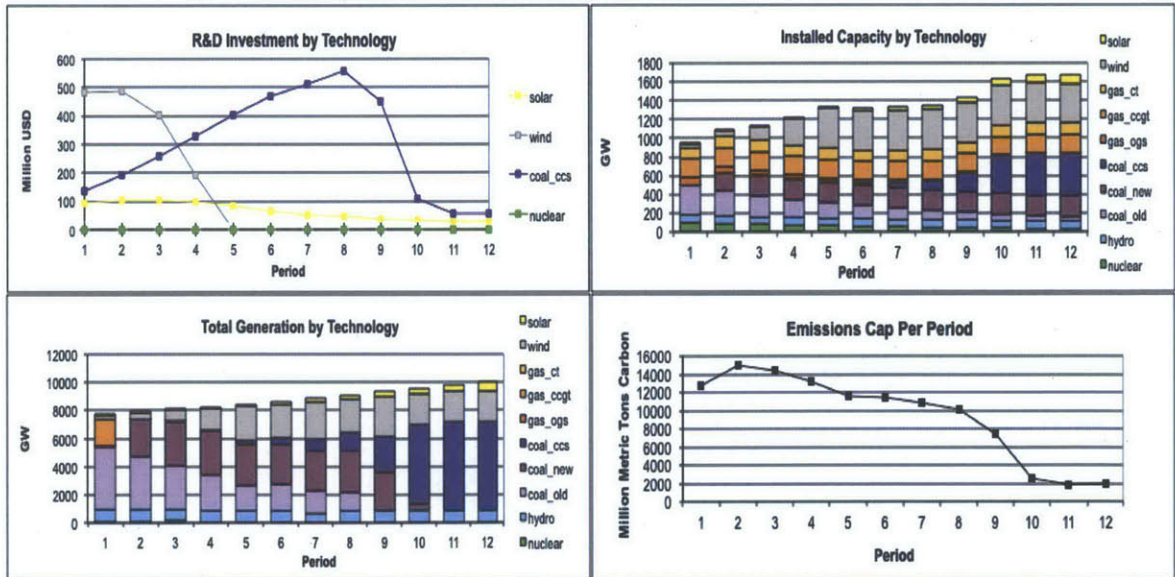 R&D Investment by Technology
Million USD
600
500
400
300
200
100
0
1 2 3 4 5 6 7 8 9 10 11 12
Period
solar
wind
coal_ccs
nuclear
Installed Capacity by Technology
GW
1800
1600
1400
1200
1000
800
600
400
200
0
1 2 3 4 5 6 7 8 9 10 11 12
Period
solar
wind
gas_ct
gas_ccgt
gas_ogs
coal_ccs
coal_new
coal_old
hydro
nuclear
Total Generation by Technology
GW
12000
10000
8000
6000
4000
2000
0
1 2 3 4 5 6 7 8 9 10 11 12
Period
solar
wind
gas_ct
gas_ccgt
gas_ogs
coal_ccs
coal_new
coal_old
hydro
nuclear
Emissions Cap Per Period
Million Metric Tons Carbon
16000
14000
12000
10000
8000
6000
4000
2000
0
1 2 3 4 5 6 7 8 9 10 11 12
Period